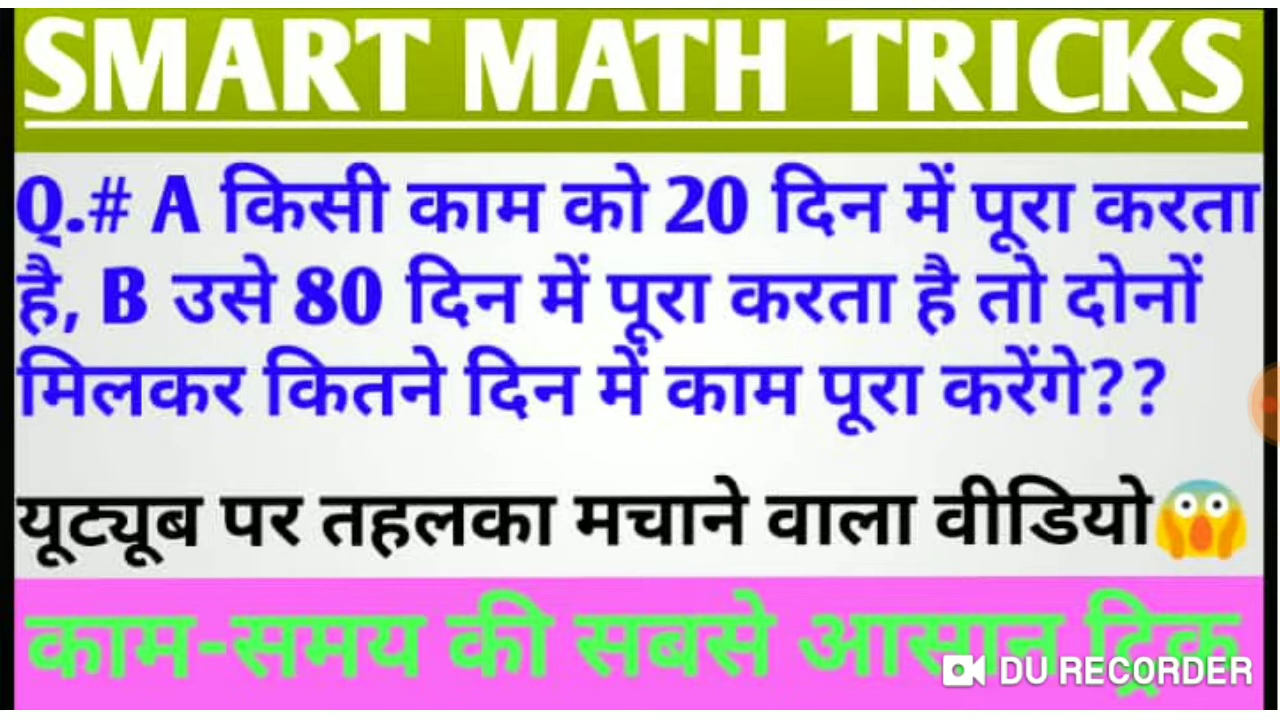 SMART MATH TRICKS
Q.# A किसी काम को 20 दिन में पूरा करता
है, B उसे 80 दिन में पूरा करता है तो दोनों
मिलकर कितने दिन में काम पूरा करेंगे??
यूट्यूब पर तहलका मचाने वाला वीडियो😱
काम-समय की सबसे आसान ट्रिक
DU RECORDER